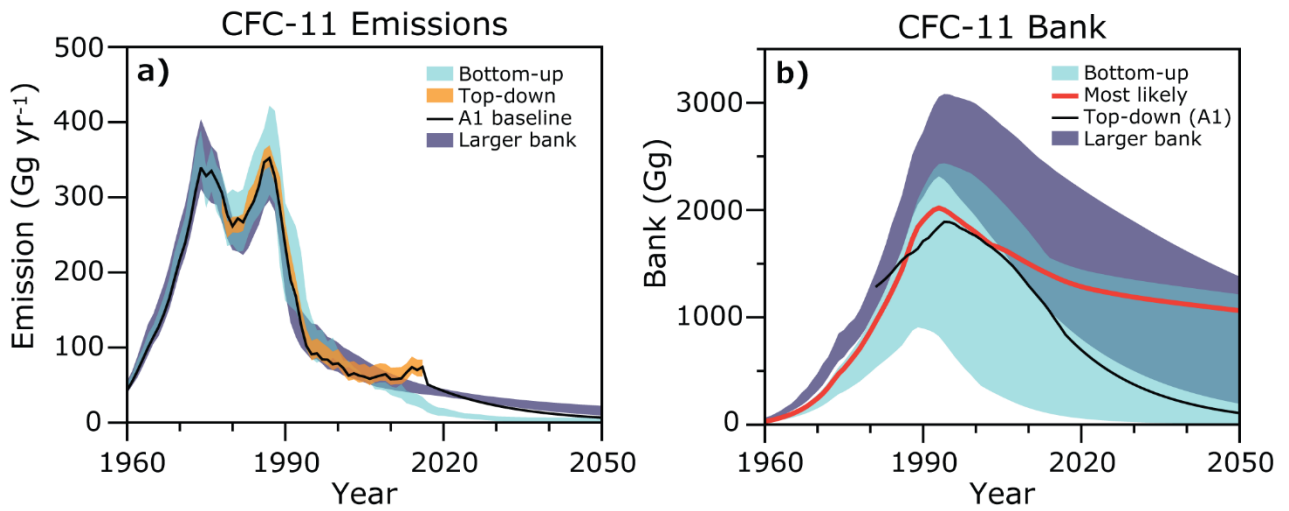 CFC-11 Emissions
a)
Bottom-up
Top-down
A1 baseline
Larger bank
Emission (Gg yr⁻¹)
500
400
300
200
100
0
1960
1990
2020
2050
Year
CFC-11 Bank
b)
Bottom-up
Most likely
Top-down (A1)
Larger bank
Bank (Gg)
3000
2000
1000
0
1960
1990
2020
2050
Year